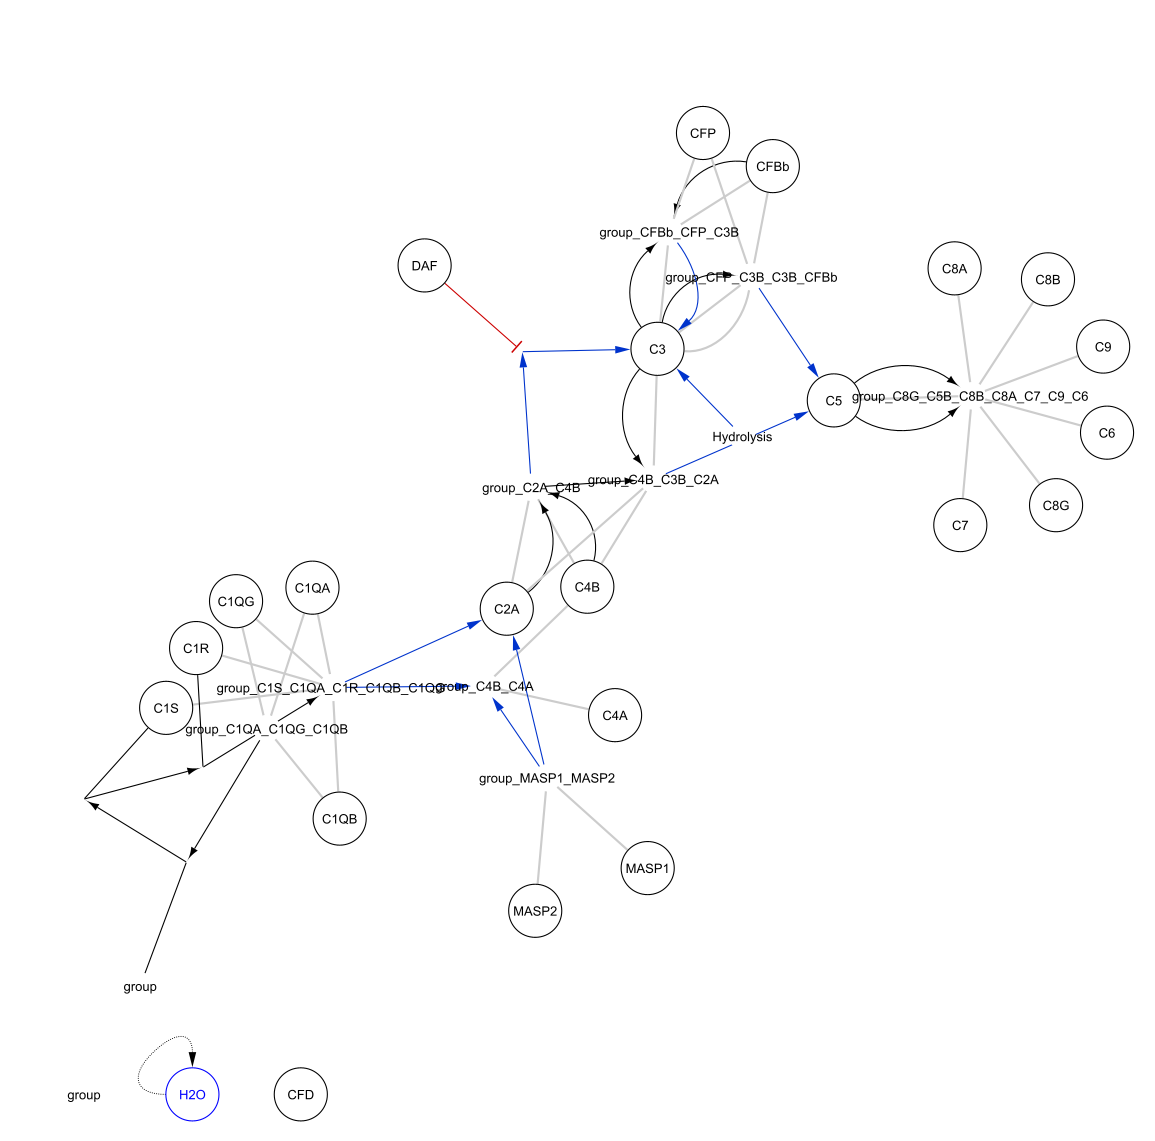 CFP
CFBb
group_CFBb_CFP_C3B
DAF
group_CFP_C3B_C3B_CFBb
C8A
C8B
C3
C9
C5
group_C8G_C5B_C8B_C8A_C7_C9_C6
Hydrolysis
C6
group_C2A_C4B
group_C4B_C3B_C2A
C8G
C7
C1QG
C1QA
C4B
C2A
C1R
group_C1S_C1QA_C1R_C1QB_C1QG
group_C4B_C4A
C1S
C4A
group_C1QA_C1QG_C1QB
group_MASP1_MASP2
C1QB
MASP1
MASP2
group
group
H2O
CFD